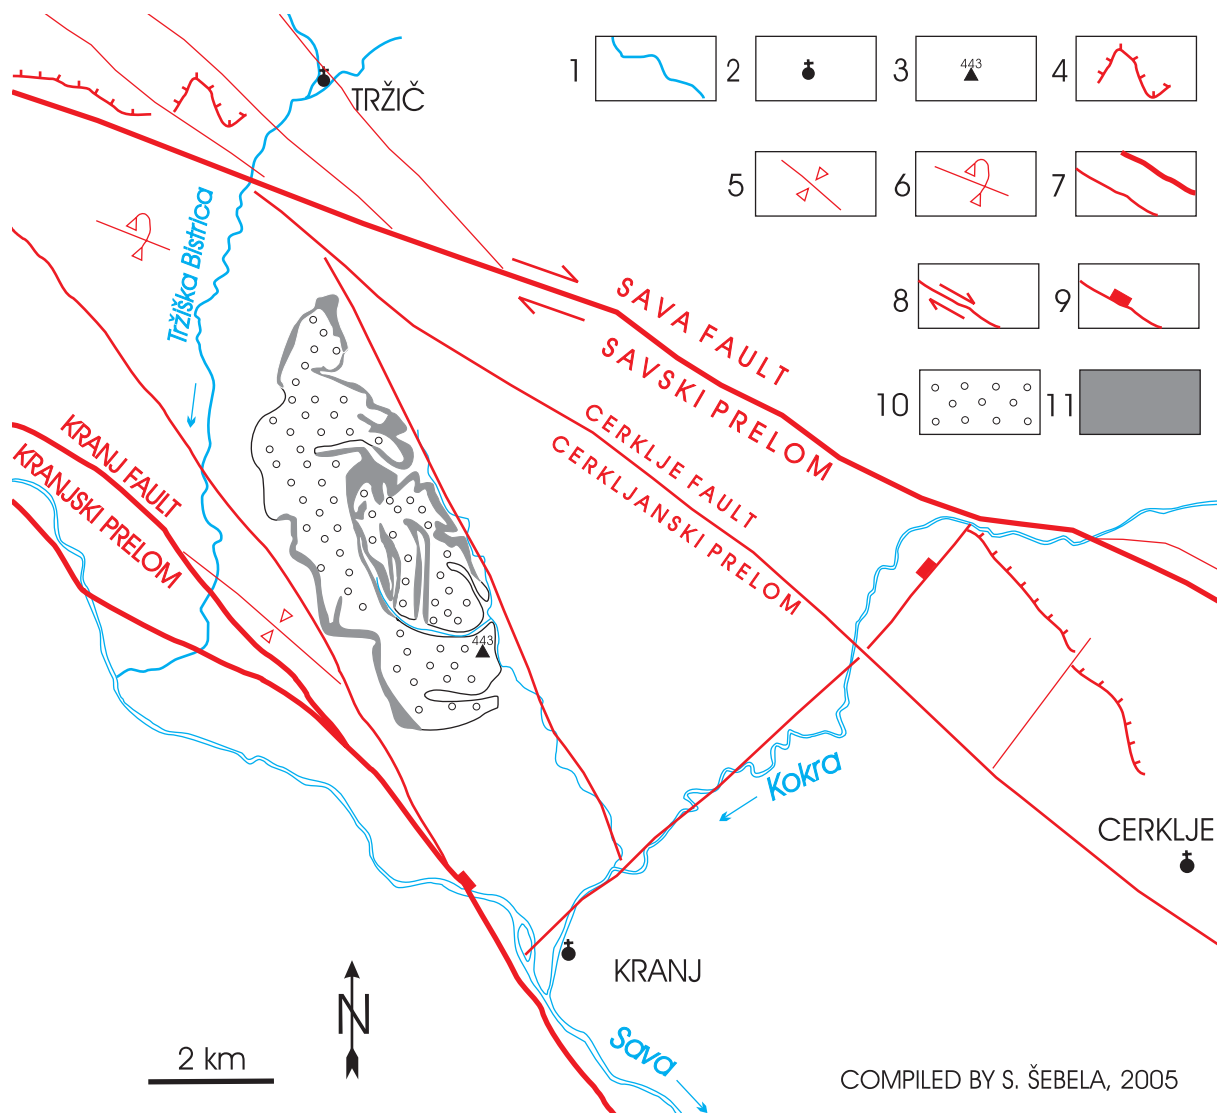 1
2
3
443
4
TRŽIČ
5
6
7
Tržiška Bistrica
8
9
SAVA FAULT
SAVSKI PRELOM
10
11
CERKLJE FAULT
CERKLJANSKI PRELOM
KRANJ FAULT
KRANJSKI PRELOM
443
Kokra
CERKLJE
KRANJ
N
Sava
2 km
COMPILED BY S. ŠEBELA, 2005